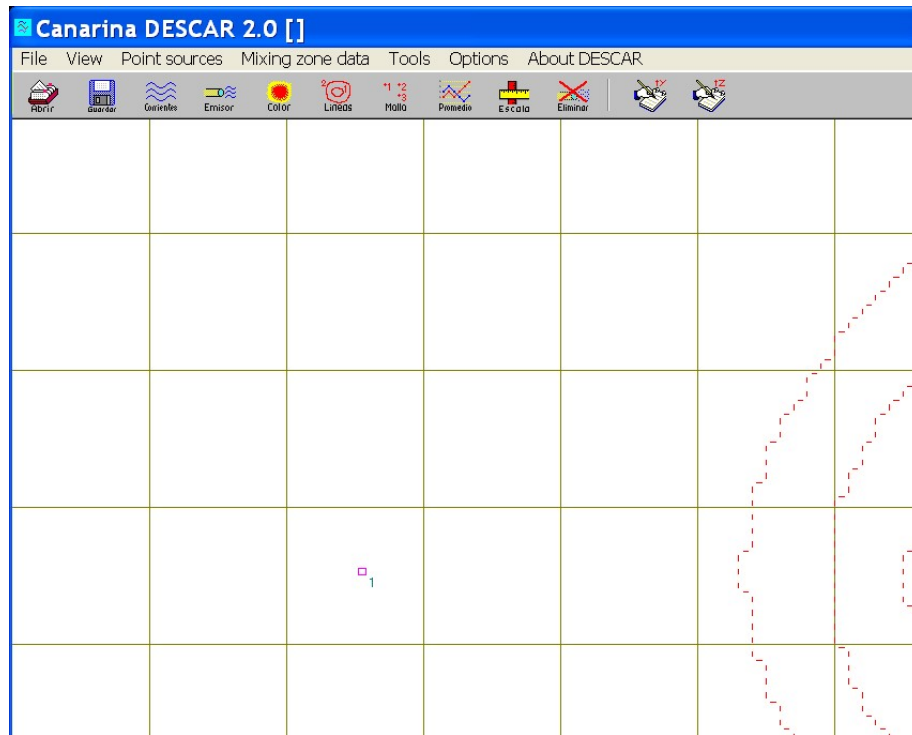 Canarina DESCAR 2.0 []
File View Point sources Mixing zone data Tools Options About DESCAR
Abrir Guardar Corrientes Emisor Color Lineas Malla Promedio Escala Eliminar
1